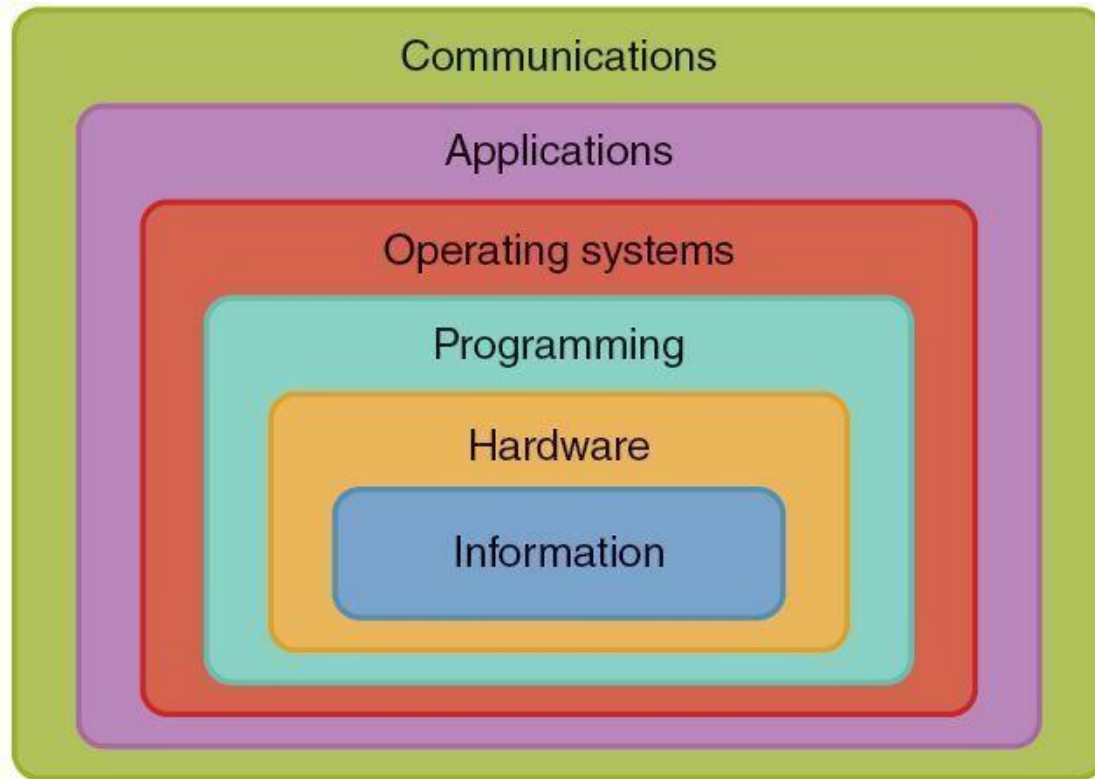 Communications
Applications
Operating systems
Programming
Hardware
Information